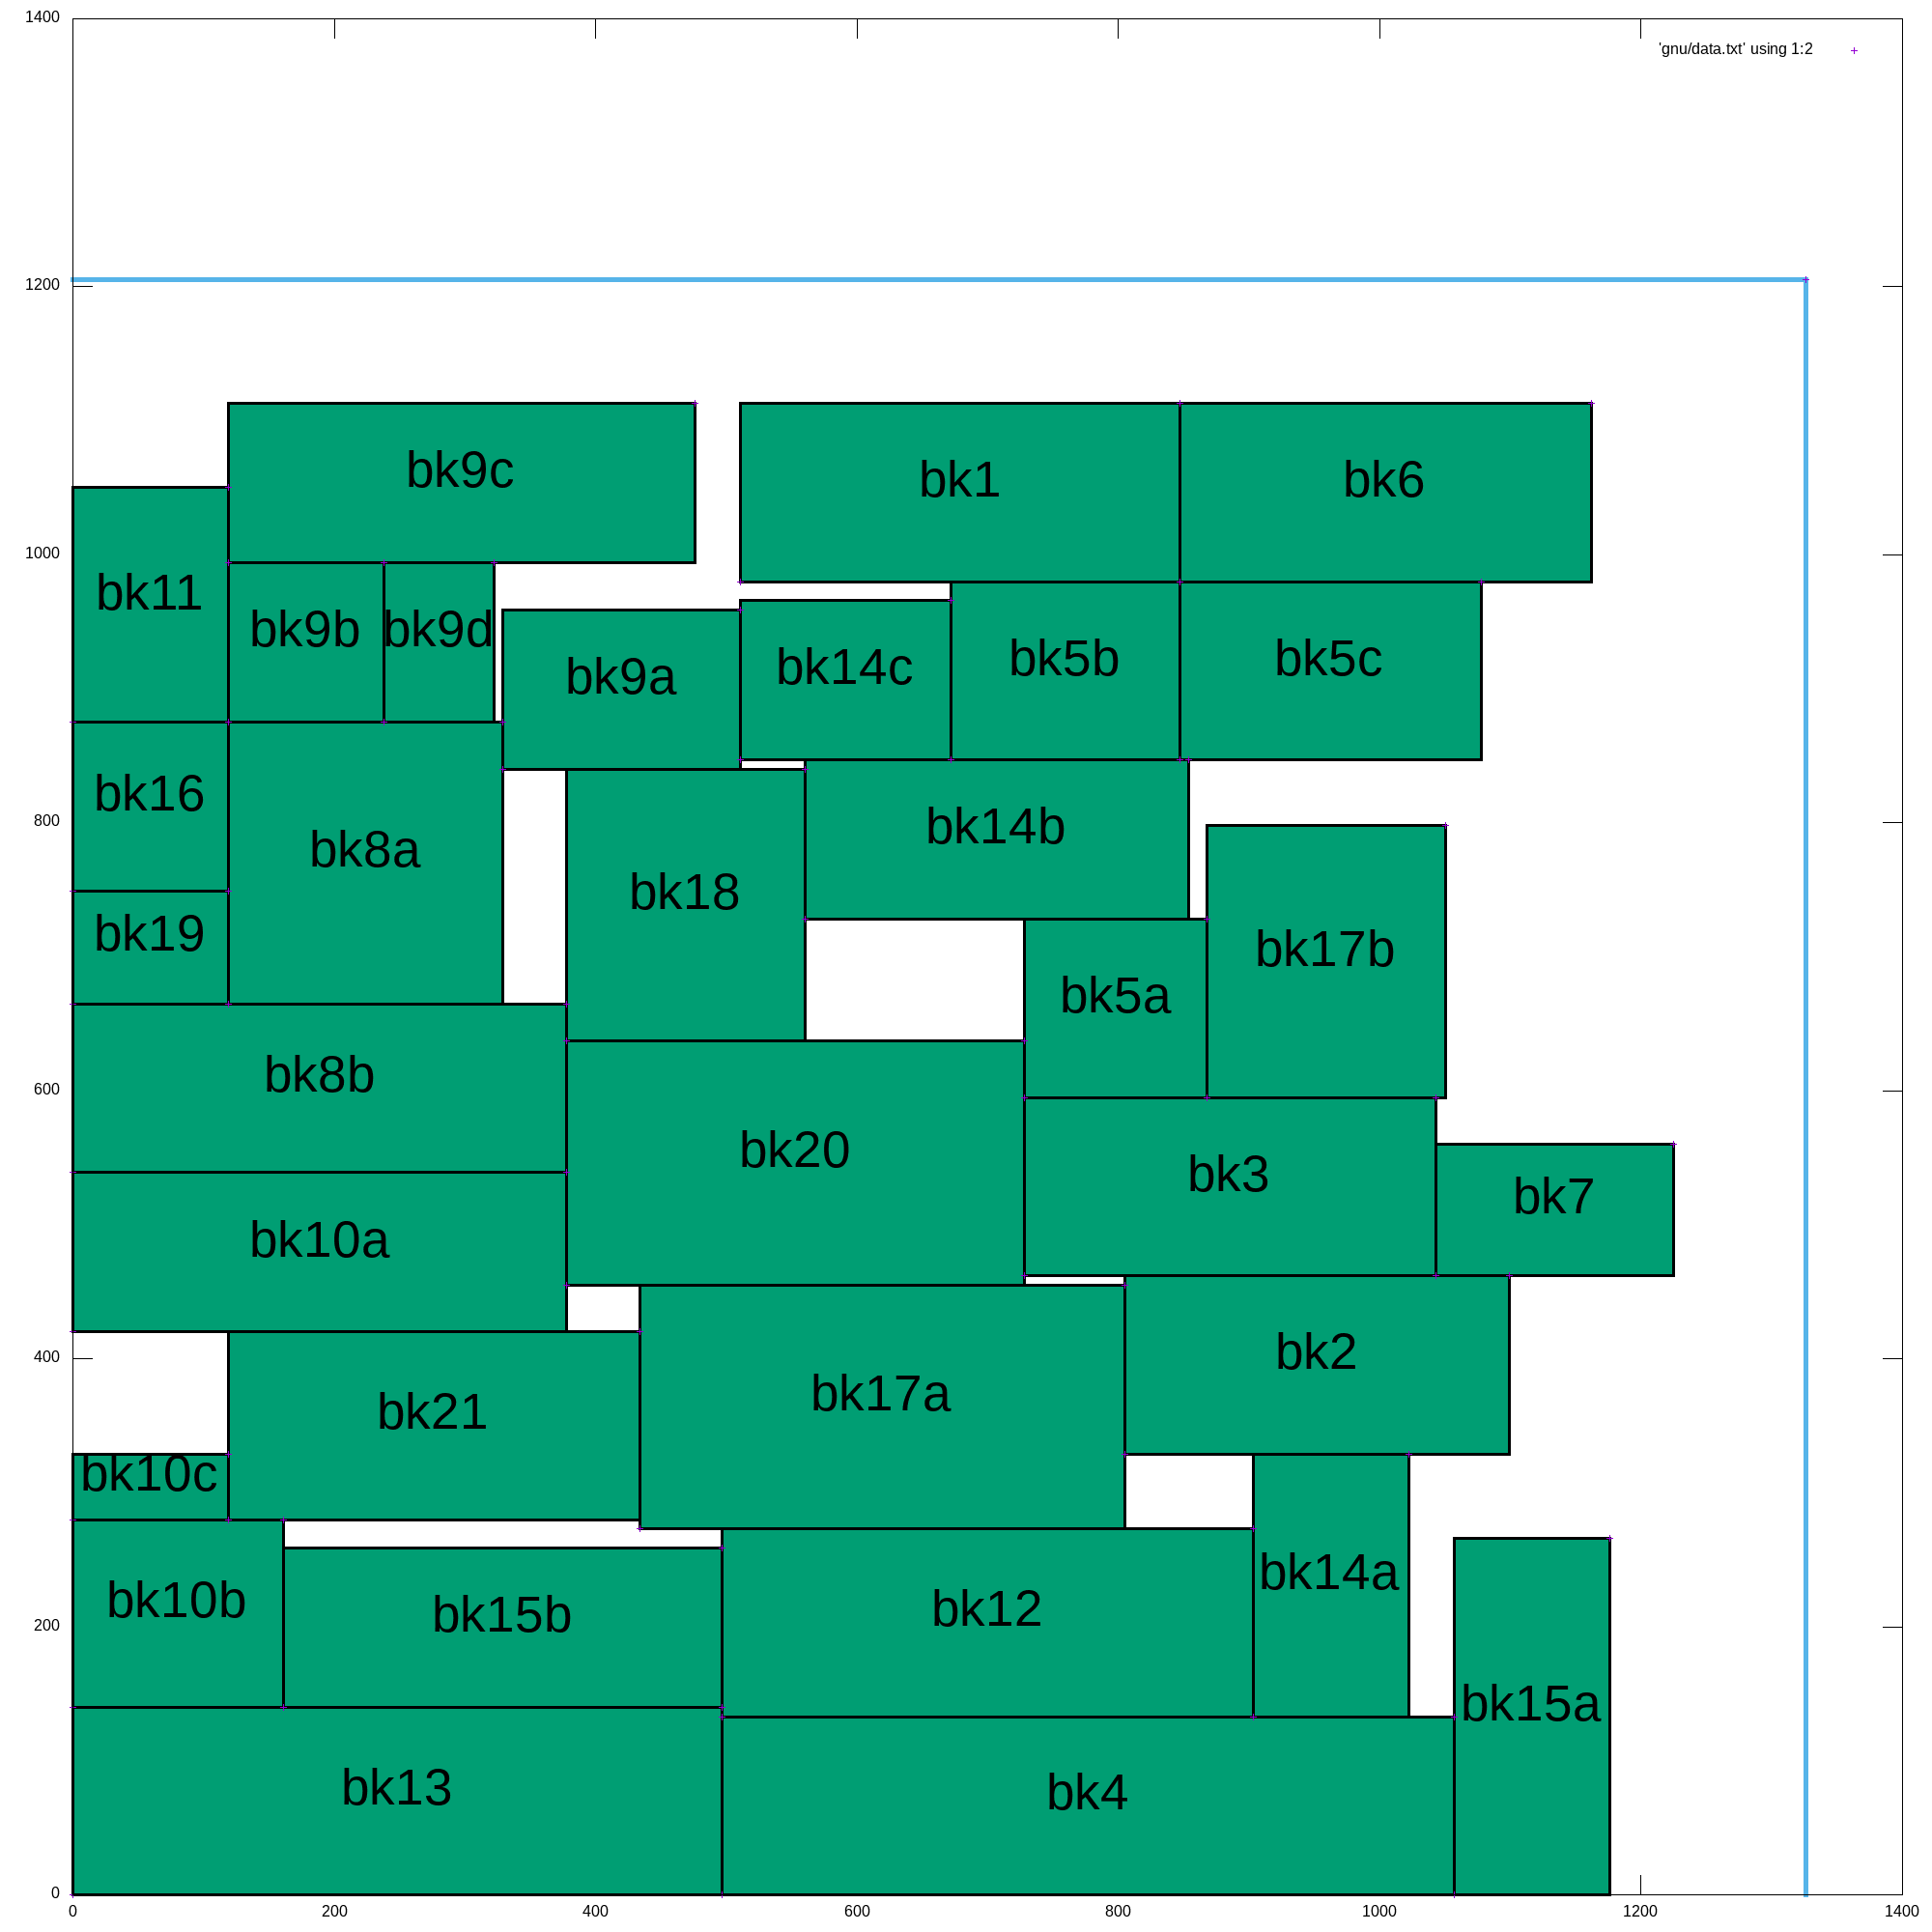 1400
'gnu/data.txt' using 1:2
1200
bk9c
bk1
bk6
1000
bk11
bk9b
bk9d
bk9a
bk14c
bk5b
bk5c
800
bk16
bk8a
bk18
bk14b
bk19
bk17b
bk5a
600
bk8b
bk20
bk3
bk7
bk10a
400
bk2
bk21
bk17a
bk10c
200
bk10b
bk15b
bk12
bk14a
bk15a
bk13
bk4
0
0 200 400 600 800 1000 1200 1400